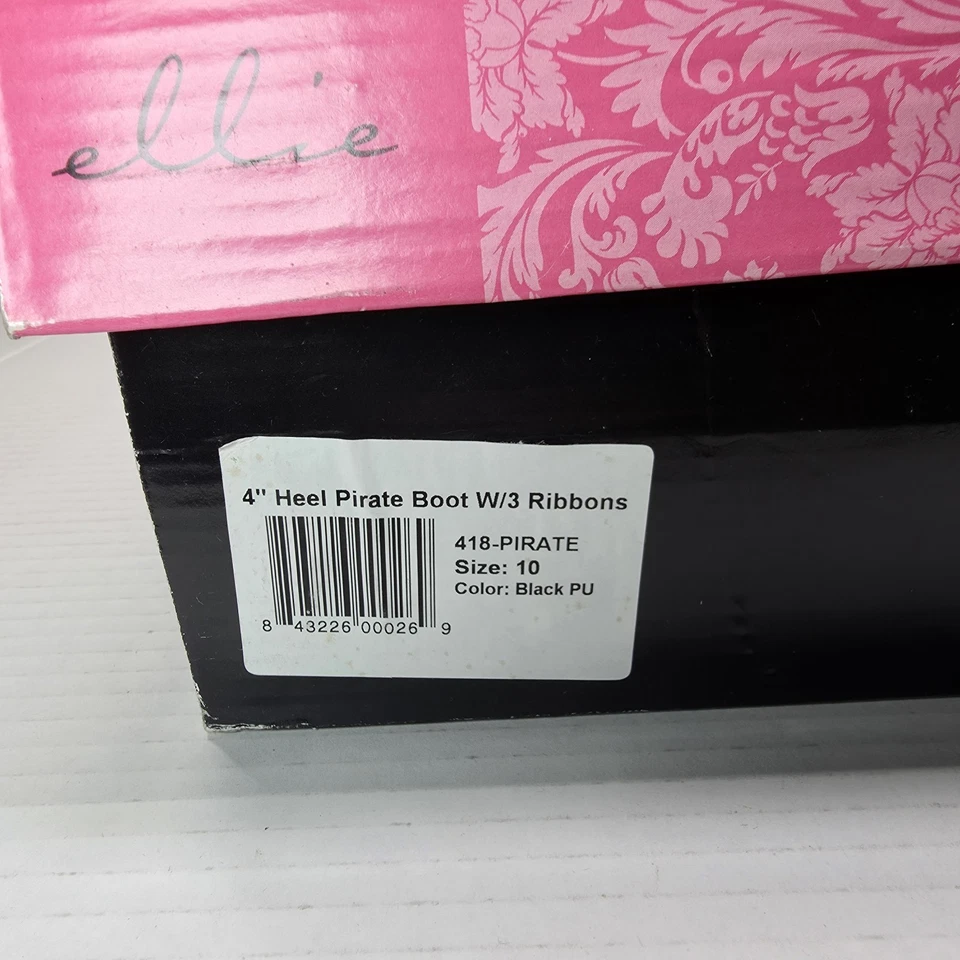 ellie
4" Heel Pirate Boot W/3 Ribbons
418-PIRATE
Size: 10
Color: Black PU
8 43226 00026 9